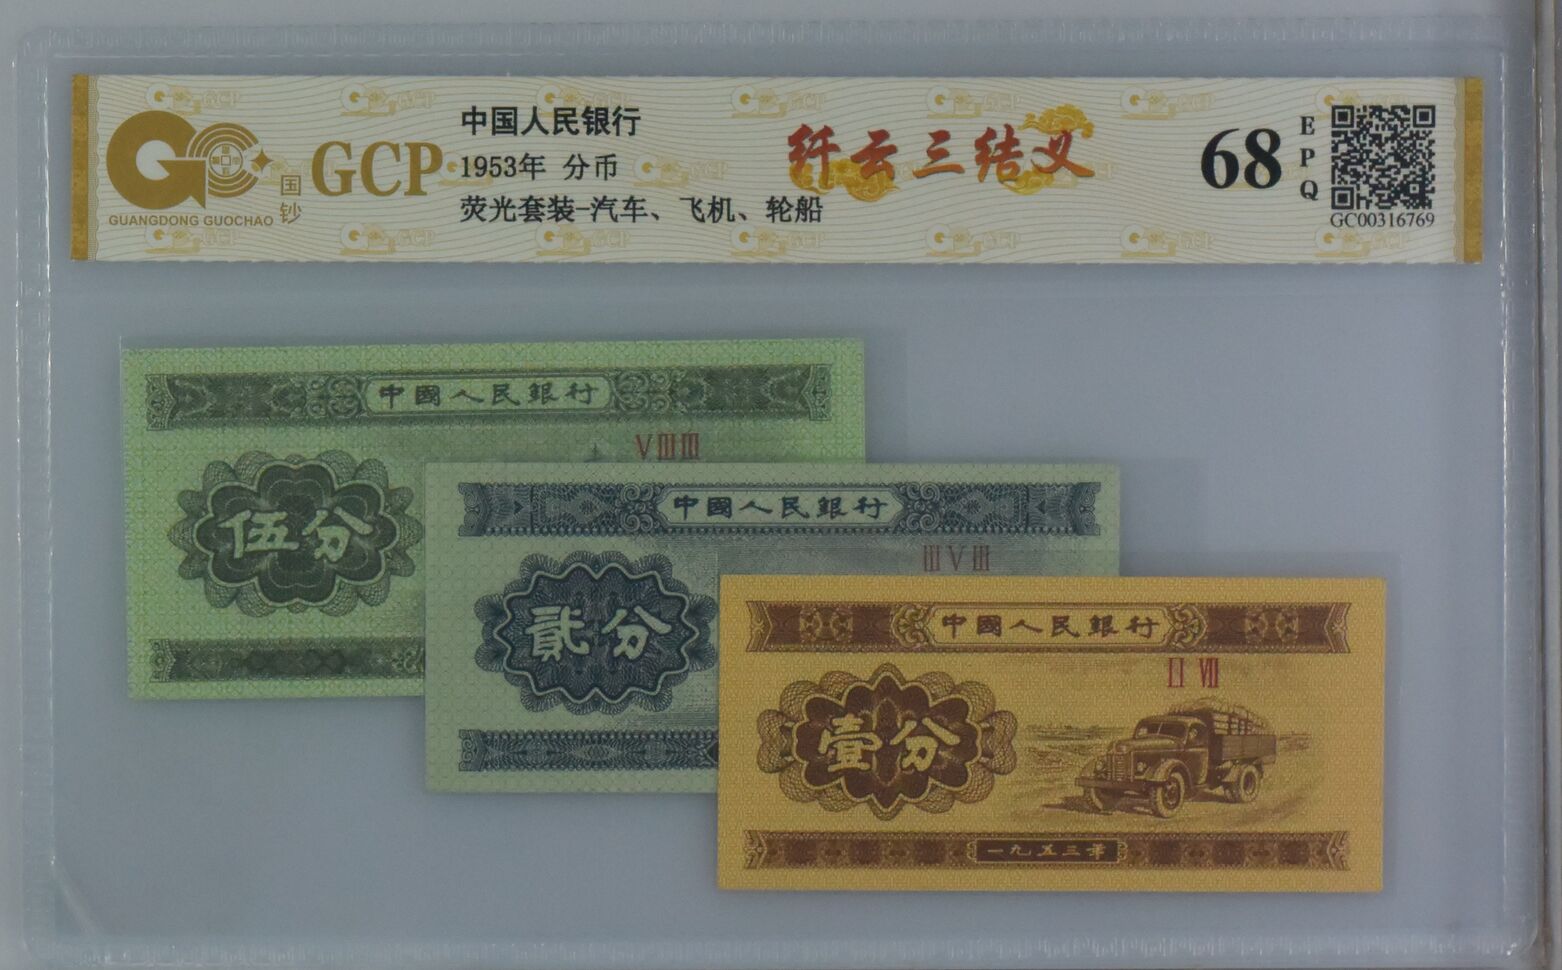 GCP
国钞
GUANGDONG GUOCHAO
中国人民银行
1953年 分币
荧光套装-汽车、飞机、轮船
纤云三结义
68
EPQ
GC00316769
中國人民銀行
VIIIIII
伍分
中國人民銀行
IIIVIII
貳分
中國人民銀行
II VII
壹分
一九五三年